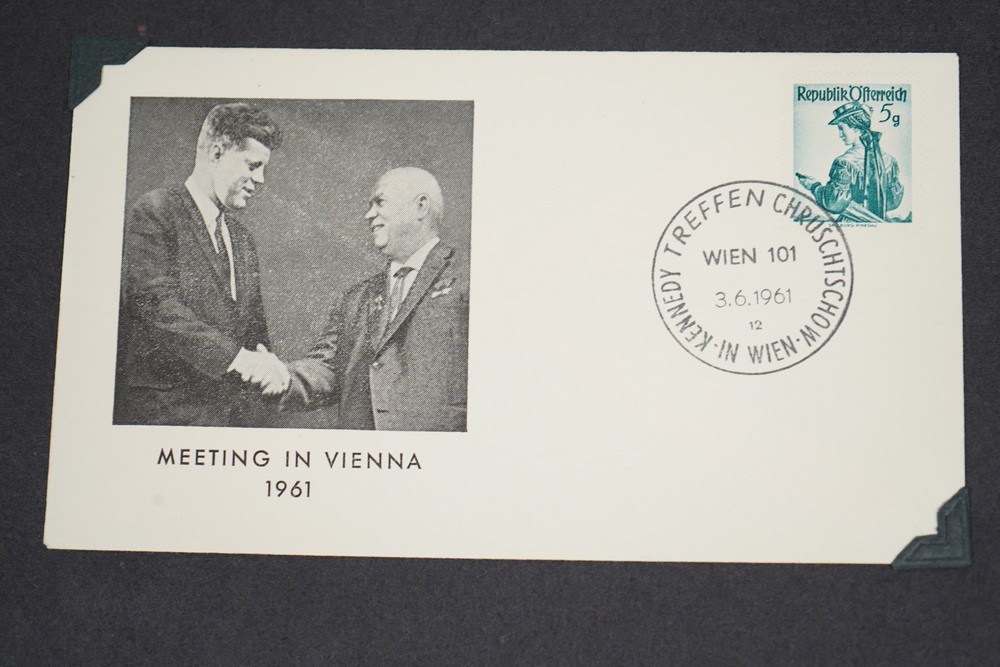 Republik Österreich
5g
KENNEDY TREFFEN CHRUSCHTSCHOW·IN WIEN·
WIEN 101
3.6.1961
12
MEETING IN VIENNA
1961